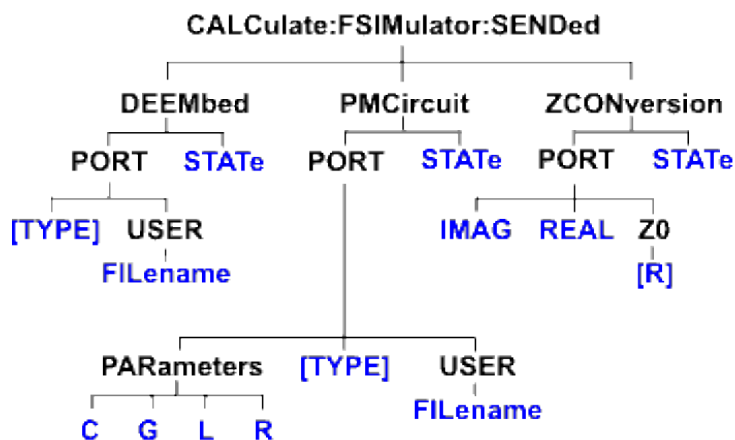 CALCulate:FSIMulator:SENDed
DEEMbed PMCircuit ZCONversion
PORT STATe PORT STATe PORT STATe
[TYPE] USER IMAG REAL Z0
FILename [R]
PARameters [TYPE] USER
C G L R FILename